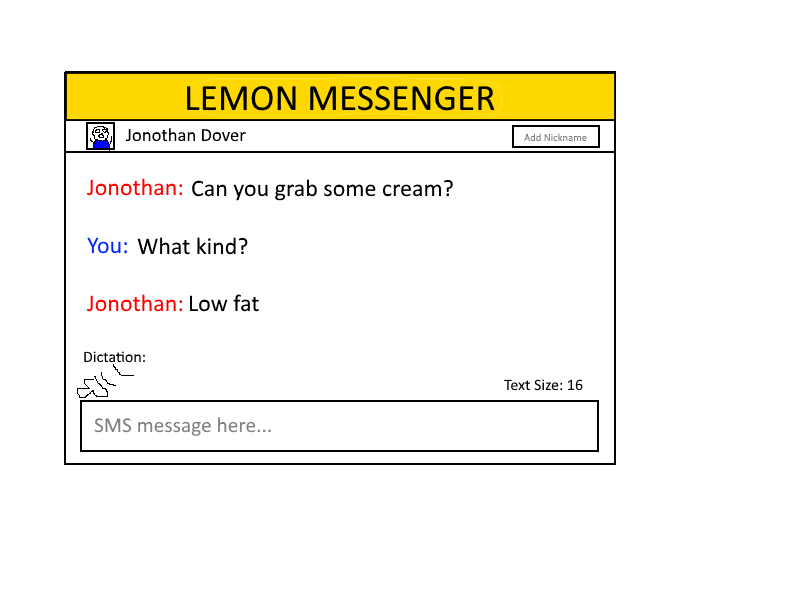 LEMON MESSENGER
Jonothan Dover
Add Nickname
Jonothan: Can you grab some cream?
You: What kind?
Jonothan: Low fat
Dictation:
Text Size: 16
SMS message here...